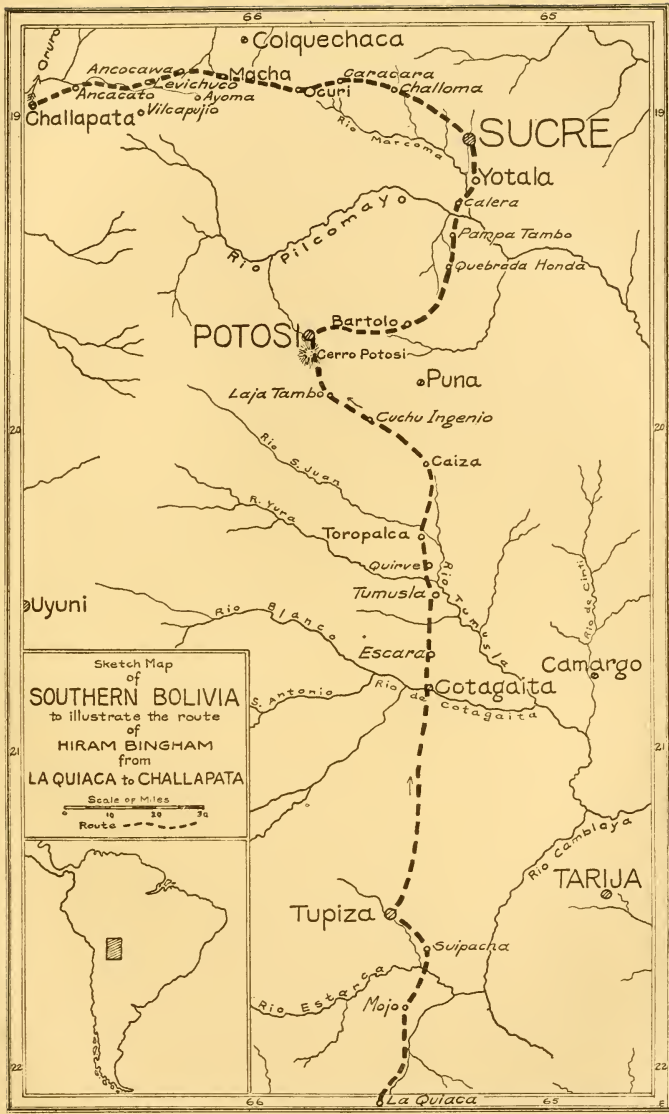 66
65
Oruro
Colquechaca
Ancocawa
Levichuco
Macha
Caracara
Ancacato
Ayoma
Ocuri
Challoma
19
Challapata
Vilcapujio
19
Rio Marcoma
SUCRE
Yotala
Calera
Rio Pilcomayo
Pampa Tambo
Quebrada Honda
Bartolo
POTOSI
Cerro Potosi
Puna
Laja Tambo
Cuchu Ingenio
20
20
Rio S. Juan
Caiza
R. Yura
Toropalca
Quirve
Rio Tumusla
Rio de Cinti
Tumusla
Uyuni
Rio Blanco
Escara
Camargo
S. Antonio
Rio de Cotagaita
Cotagaita
Sketch Map
of
SOUTHERN BOLIVIA
to illustrate the route
of
HIRAM BINGHAM
from
LA QUIACA to CHALLAPATA
Scale of Miles
0 10 20 30
Route
21
21
Rio Camblaya
TARIJA
Tupiza
Suipacha
Rio Estarca
Mojo
22
22
La Quiaca
66
65